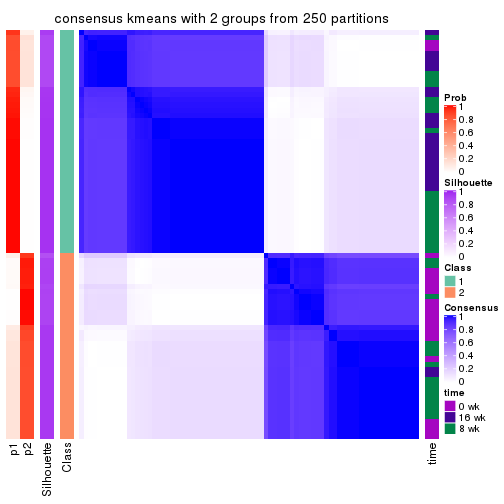 consensus kmeans with 2 groups from 250 partitions
Prob
1
0.8
0.6
0.4
0.2
0
Silhouette
1
0.8
0.6
0.4
0.2
0
Class
1
2
Consensus
1
0.8
0.6
0.4
0.2
0
time
0 wk
16 wk
8 wk
p1
p2
Silhouette
Class
time